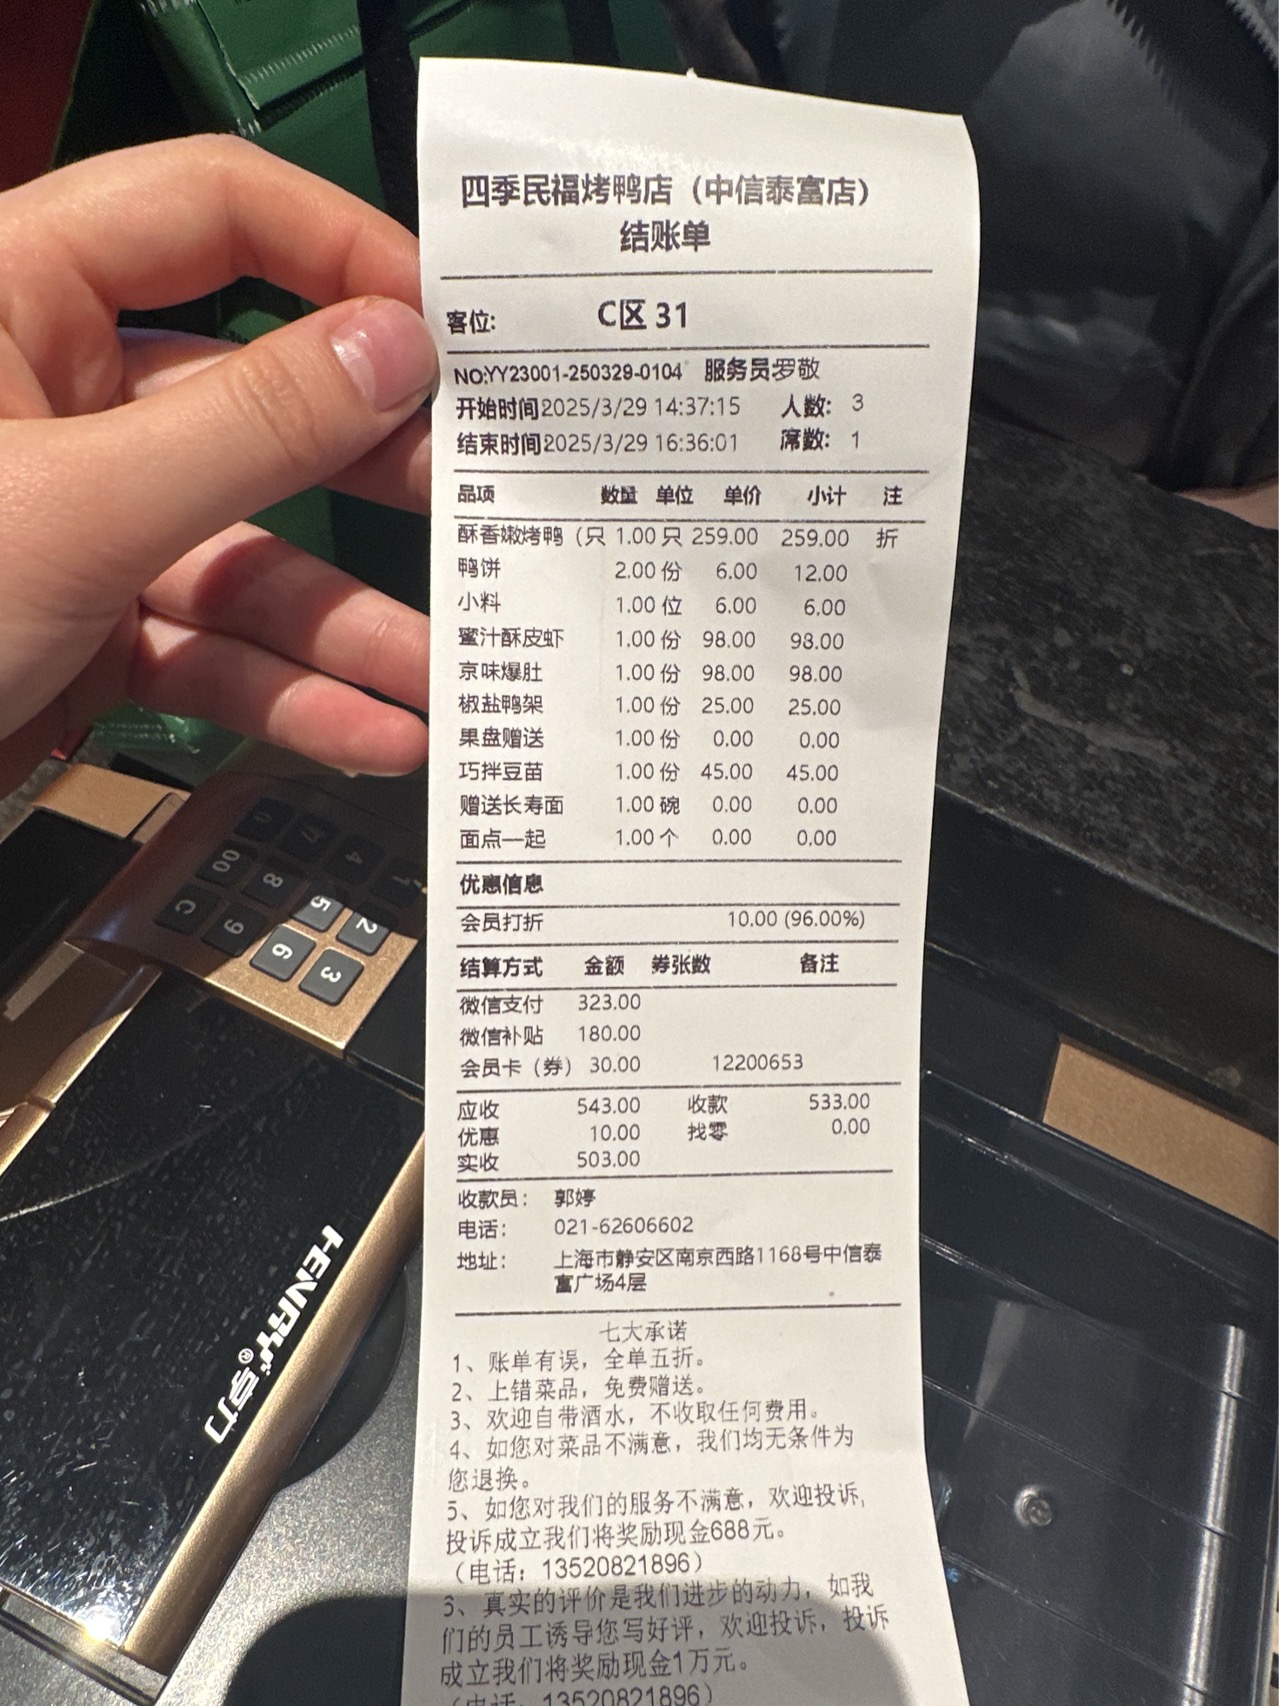 四季民福烤鸭店（中信泰富店）
结账单
客位: C区 31
NO:YY23001-250329-0104 服务员:罗敬
开始时间2025/3/29 14:37:15 人数: 3
结束时间2025/3/29 16:36:01 席数: 1
品项 数量 单位 单价 小计 注
酥香嫩烤鸭（只 1.00 只 259.00 259.00 折
鸭饼 2.00 份 6.00 12.00
小料 1.00 位 6.00 6.00
蜜汁酥皮虾 1.00 份 98.00 98.00
京味爆肚 1.00 份 98.00 98.00
椒盐鸭架 1.00 份 25.00 25.00
果盘赠送 1.00 份 0.00 0.00
巧拌豆苗 1.00 份 45.00 45.00
赠送长寿面 1.00 碗 0.00 0.00
面点一起 1.00 个 0.00 0.00
优惠信息
会员打折 10.00 (96.00%)
结算方式 金额 券张数 备注
微信支付 323.00
微信补贴 180.00
会员卡（券） 30.00 12200653
应收 543.00 收款 533.00
优惠 10.00 找零 0.00
实收 503.00
收款员: 郭婷
电话: 021-62606602
地址: 上海市静安区南京西路1168号中信泰
富广场4层
七大承诺
1、账单有误，全单五折。
2、上错菜品，免费赠送。
3、欢迎自带酒水，不收取任何费用。
4、如您对菜品不满意，我们均无条件为
您退换。
5、如您对我们的服务不满意，欢迎投诉,
投诉成立我们将奖励现金688元。
（电话：13520821896）
3、真实的评价是我们进步的动力，如我
们的员工诱导您写好评，欢迎投诉，投诉
成立我们将奖励现金1万元。
（电话：13520821896）
0 7 4 1
00 8 5 2
C 9 6 3
HENRY® 亨力